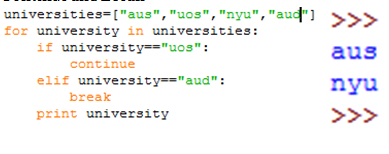 universities=["aus","uos","nyu","aud"]
for university in universities:
    if university=="uos":
        continue
    elif university=="aud":
        break
    print university
>>>
aus
nyu
>>>